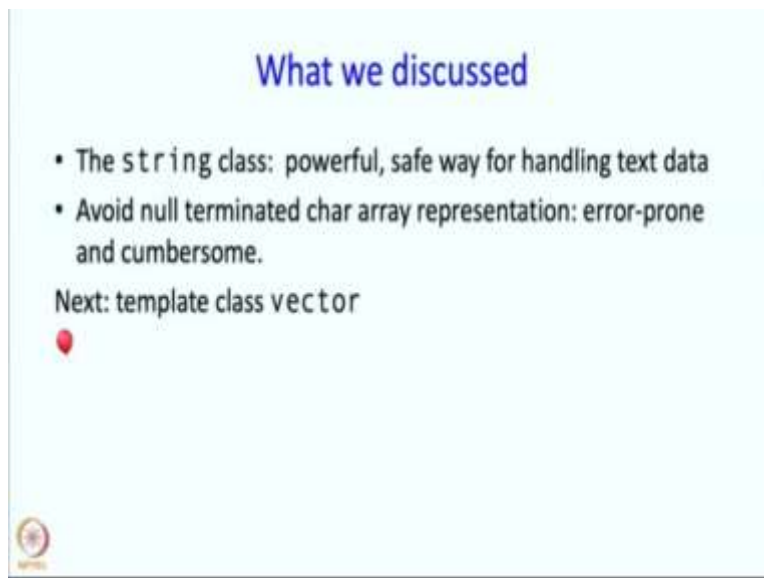 What we discussed
• The string class: powerful, safe way for handling text data
• Avoid null terminated char array representation: error-prone
and cumbersome.
Next: template class vector